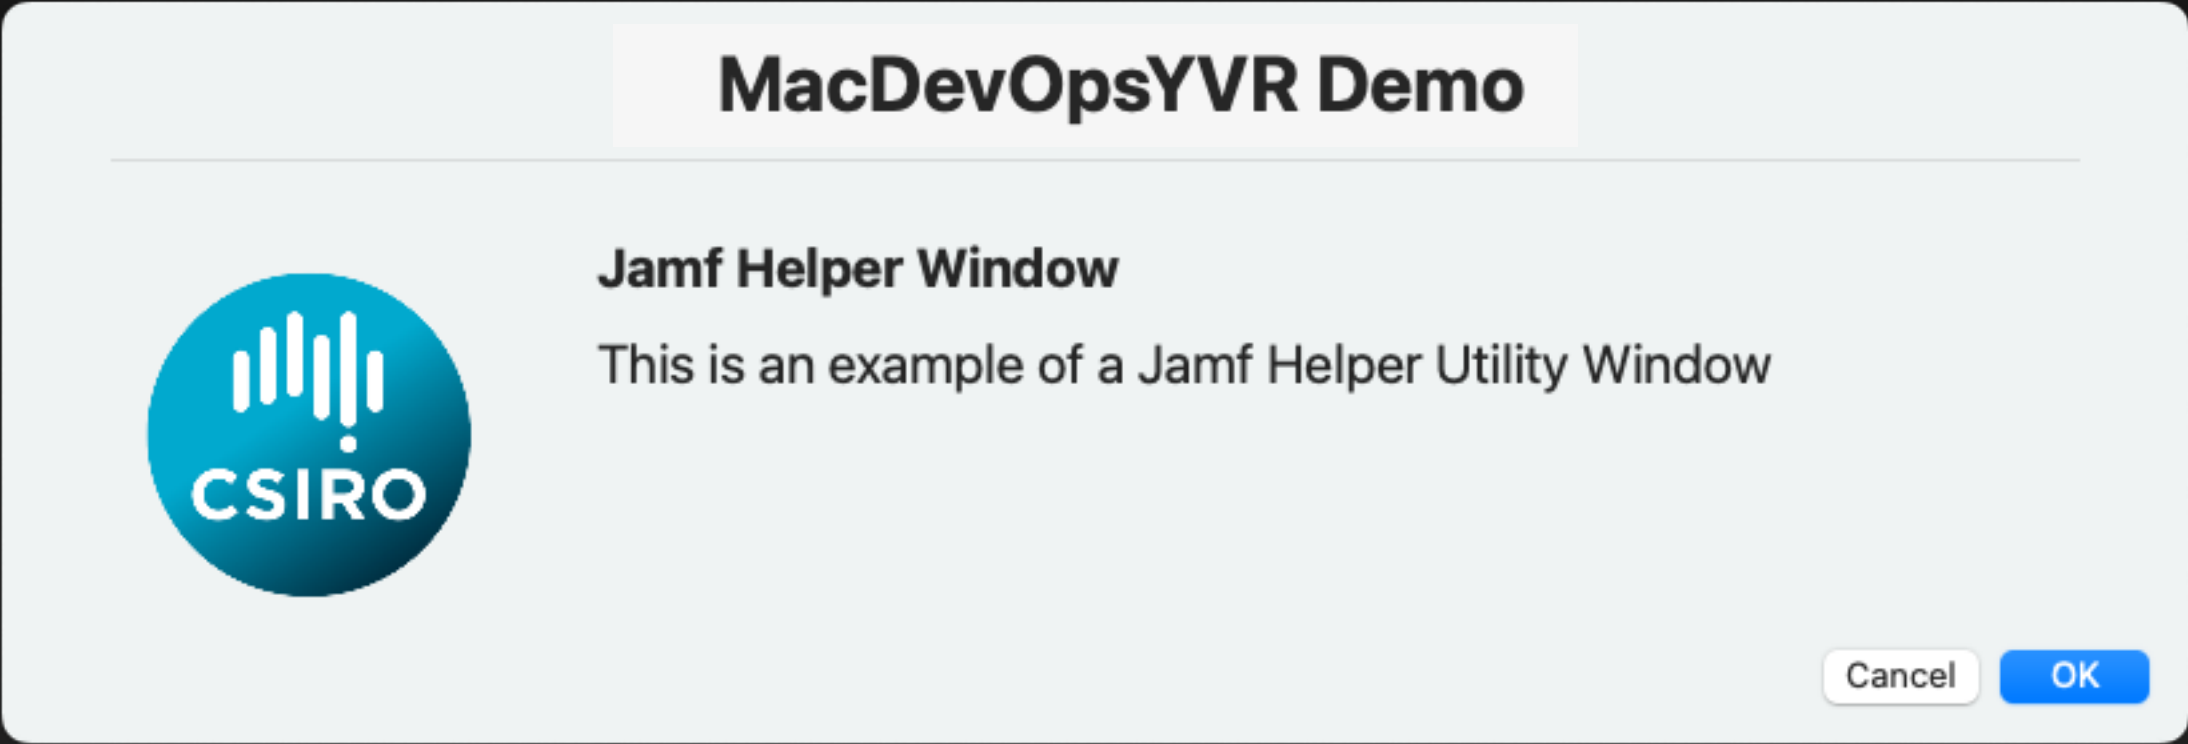 MacDevOpsYVR Demo
Jamf Helper Window
This is an example of a Jamf Helper Utility Window
CSIRO
Cancel
OK